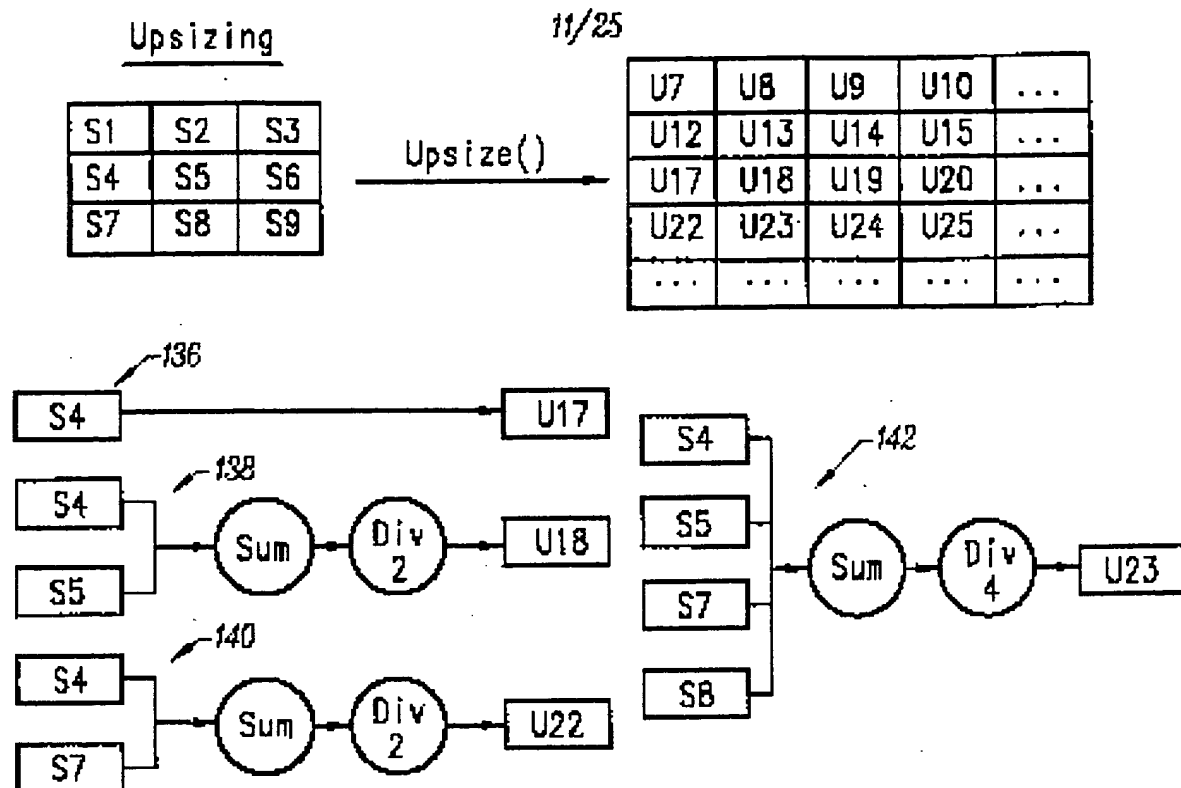 Upsizing
11/25
S1 S2 S3
S4 S5 S6
S7 S8 S9
Upsize()
U7 U8 U9 U10 ...
U12 U13 U14 U15 ...
U17 U18 U19 U20 ...
U22 U23 U24 U25 ...
... ... ... ... ...
136
S4 U17
138
S4
S5
Sum
Div 2
U18
140
S4
S7
Sum
Div 2
U22
142
S4
S5
S7
S8
Sum
Div 4
U23